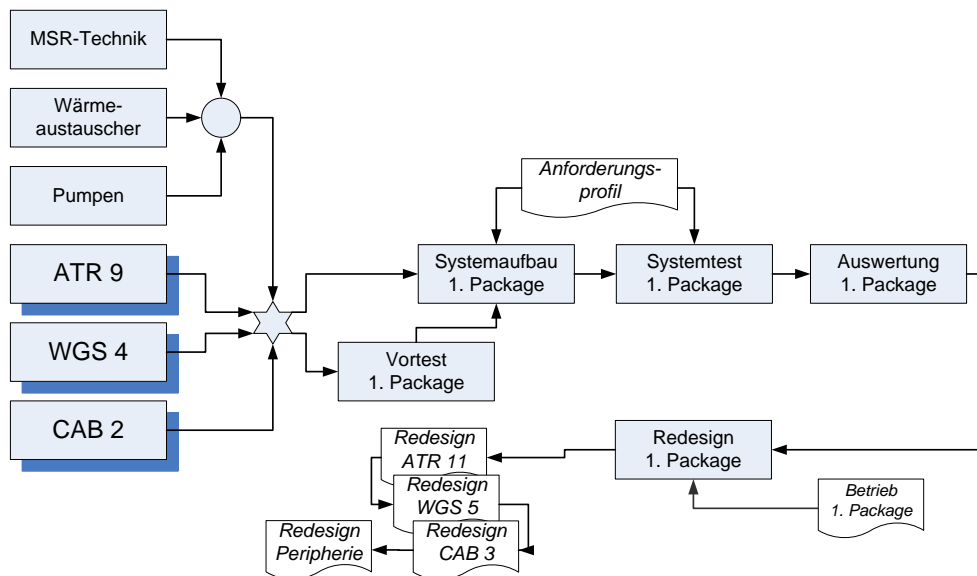 MSR-Technik
Wärme-
austauscher
Pumpen
ATR 9
WGS 4
CAB 2
Anforderungs-
profil
Systemaufbau
1. Package
Systemtest
1. Package
Auswertung
1. Package
Vortest
1. Package
Redesign
1. Package
Betrieb
1. Package
Redesign
ATR 11
Redesign
WGS 5
Redesign
CAB 3
Redesign
Peripherie